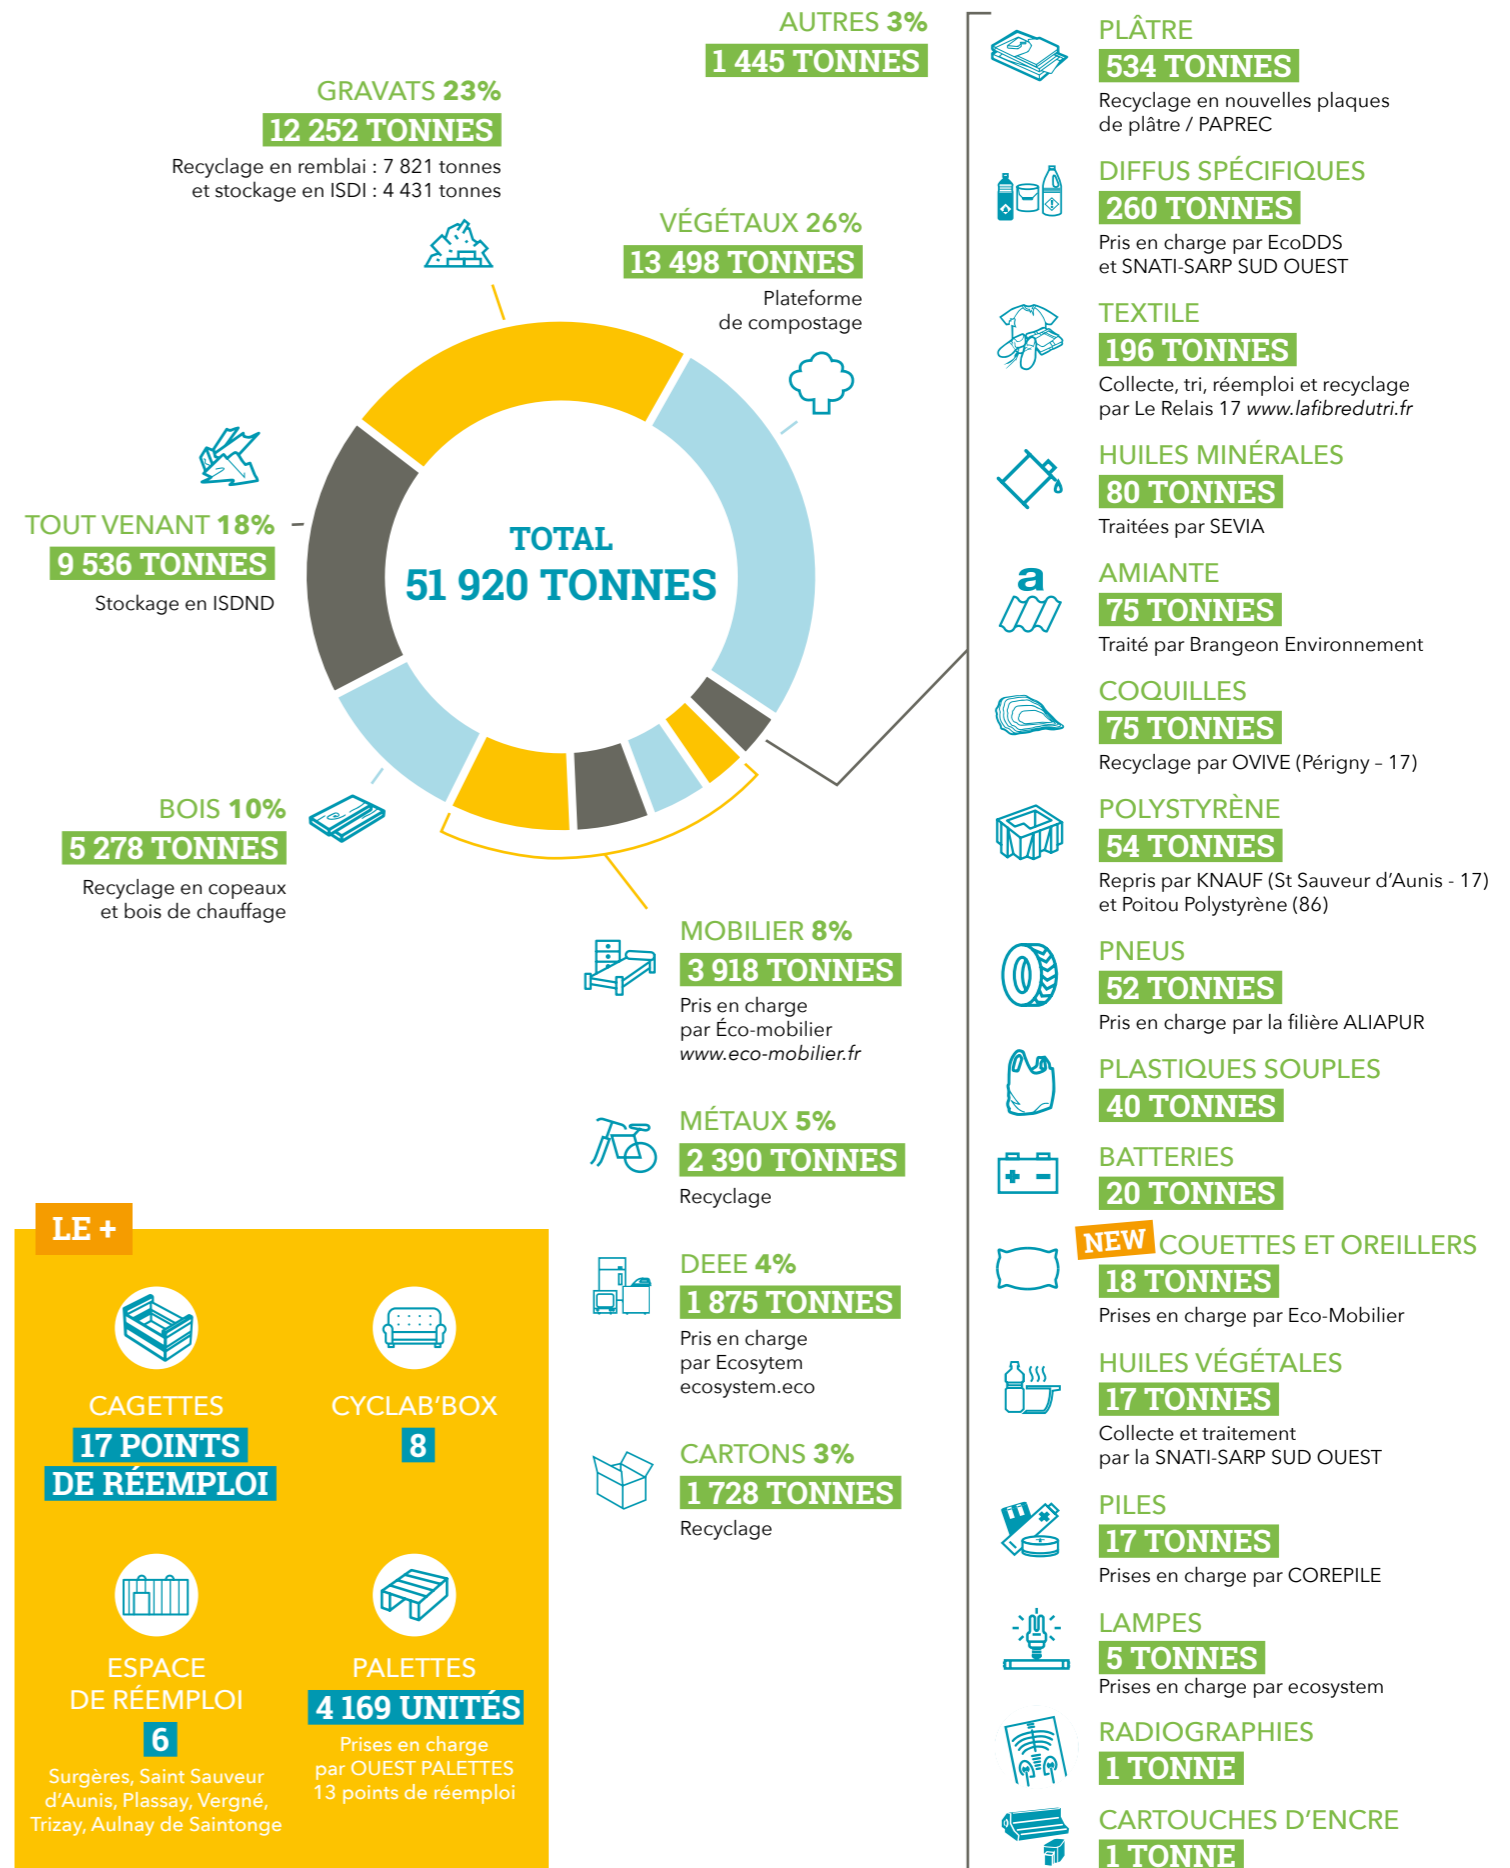 AUTRES 3%
1 445 TONNES
GRAVATS 23%
12 252 TONNES
Recyclage en remblai : 7 821 tonnes
et stockage en ISDI : 4 431 tonnes
VÉGÉTAUX 26%
13 498 TONNES
Plateforme
de compostage
TOUT VENANT 18%
9 536 TONNES
Stockage en ISDND
TOTAL
51 920 TONNES
BOIS 10%
5 278 TONNES
Recyclage en copeaux
et bois de chauffage
MOBILIER 8%
3 918 TONNES
Pris en charge
par Éco-mobilier
www.eco-mobilier.fr
MÉTAUX 5%
2 390 TONNES
Recyclage
DEEE 4%
1 875 TONNES
Pris en charge
par Ecosytem
ecosystem.eco
CARTONS 3%
1 728 TONNES
Recyclage
PLÂTRE
534 TONNES
Recyclage en nouvelles plaques
de plâtre / PAPREC
DIFFUS SPÉCIFIQUES
260 TONNES
Pris en charge par EcoDDS
et SNATI-SARP SUD OUEST
TEXTILE
196 TONNES
Collecte, tri, réemploi et recyclage
par Le Relais 17 www.lafibredutri.fr
HUILES MINÉRALES
80 TONNES
Traitées par SEVIA
a
AMIANTE
75 TONNES
Traité par Brangeon Environnement
COQUILLES
75 TONNES
Recyclage par OVIVE (Périgny – 17)
POLYSTYRÈNE
54 TONNES
Repris par KNAUF (St Sauveur d'Aunis - 17)
et Poitou Polystyrène (86)
PNEUS
52 TONNES
Pris en charge par la filière ALIAPUR
PLASTIQUES SOUPLES
40 TONNES
BATTERIES
20 TONNES
NEW COUETTES ET OREILLERS
18 TONNES
Prises en charge par Eco-Mobilier
HUILES VÉGÉTALES
17 TONNES
Collecte et traitement
par la SNATI-SARP SUD OUEST
PILES
17 TONNES
Prises en charge par COREPILE
LAMPES
5 TONNES
Prises en charge par ecosystem
RADIOGRAPHIES
1 TONNE
CARTOUCHES D'ENCRE
1 TONNE
LE +
CAGETTES
17 POINTS
DE RÉEMPLOI
CYCLAB'BOX
8
ESPACE
DE RÉEMPLOI
6
Surgères, Saint Sauveur
d'Aunis, Plassay, Vergné,
Trizay, Aulnay de Saintonge
PALETTES
4 169 UNITÉS
Prises en charge
par OUEST PALETTES
13 points de réemploi